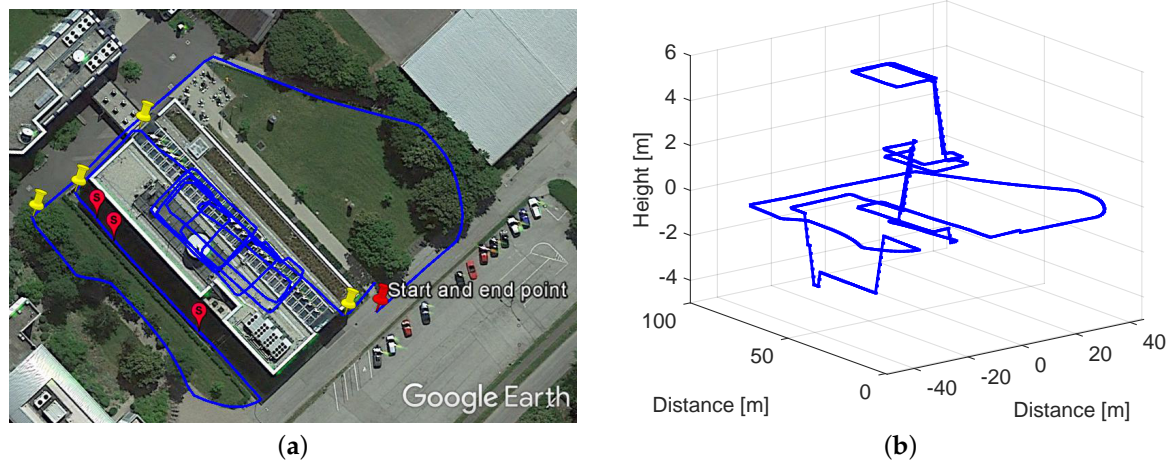 S
S
S
Start and end point
Google Earth
(a)
6
4
2
0
-2
-4
Height [m]
100
50
0
Distance [m]
-40
-20
0
20
40
Distance [m]
(b)